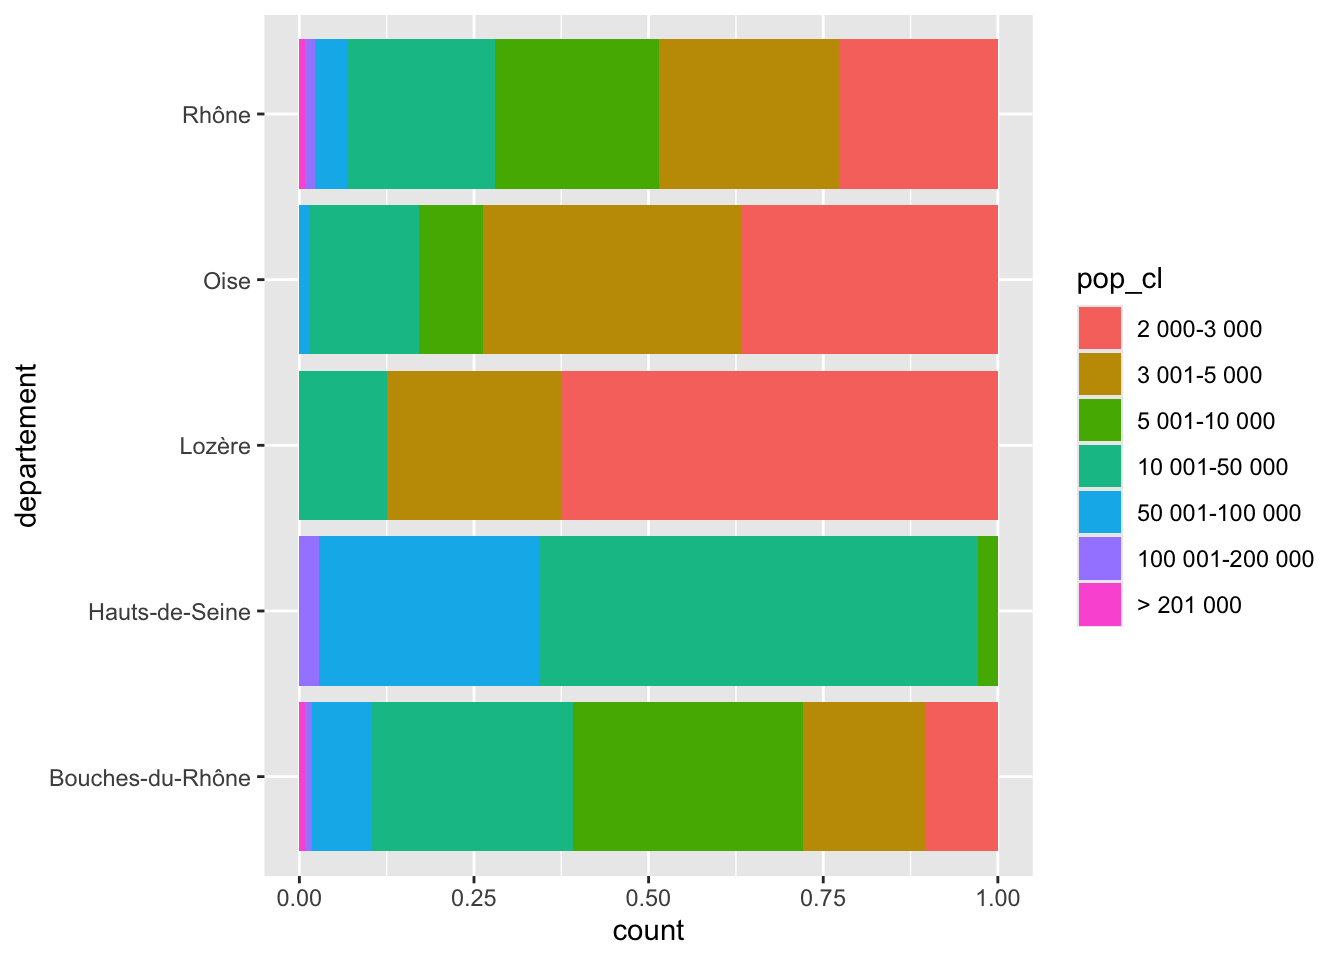 Rhône
Oise
Lozère
Hauts-de-Seine
Bouches-du-Rhône
departement
0.00 0.25 0.50 0.75 1.00
count
pop_cl
2 000-3 000
3 001-5 000
5 001-10 000
10 001-50 000
50 001-100 000
100 001-200 000
> 201 000